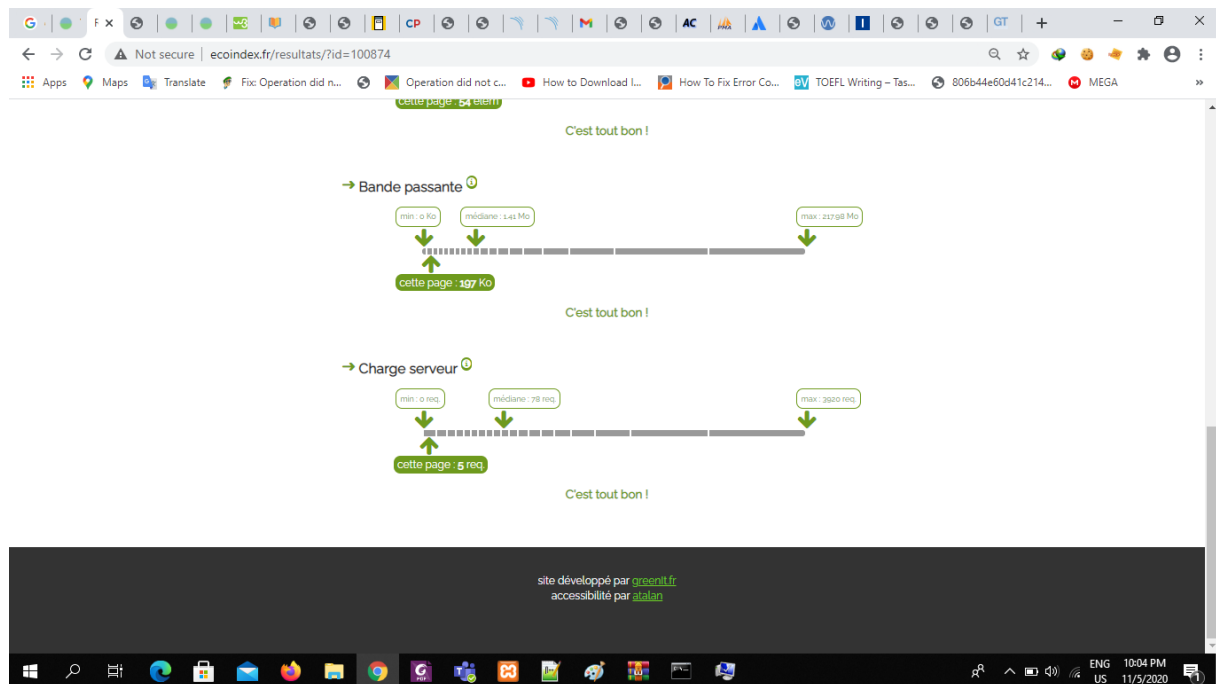 G
F
CP
AC
GT
Not secure ecoindex.fr/resultats/?id=100874
Apps Maps Translate Fix: Operation did n... Operation did not c... How to Download I... How To Fix Error Co... eV TOEFL Writing – Tas... 806b44e60d41c214... MEGA »
cette page : 54 elem
C'est tout bon !
Bande passante
min : 0 Ko médiane : 1.41 Mo max : 217.98 Mo
cette page : 197 Ko
C'est tout bon !
Charge serveur
min : 0 req. médiane : 78 req. max : 3920 req.
cette page : 5 req.
C'est tout bon !
site développé par greenit.fr
accessibilité par atalan
ENG 10:04 PM
US 11/5/2020